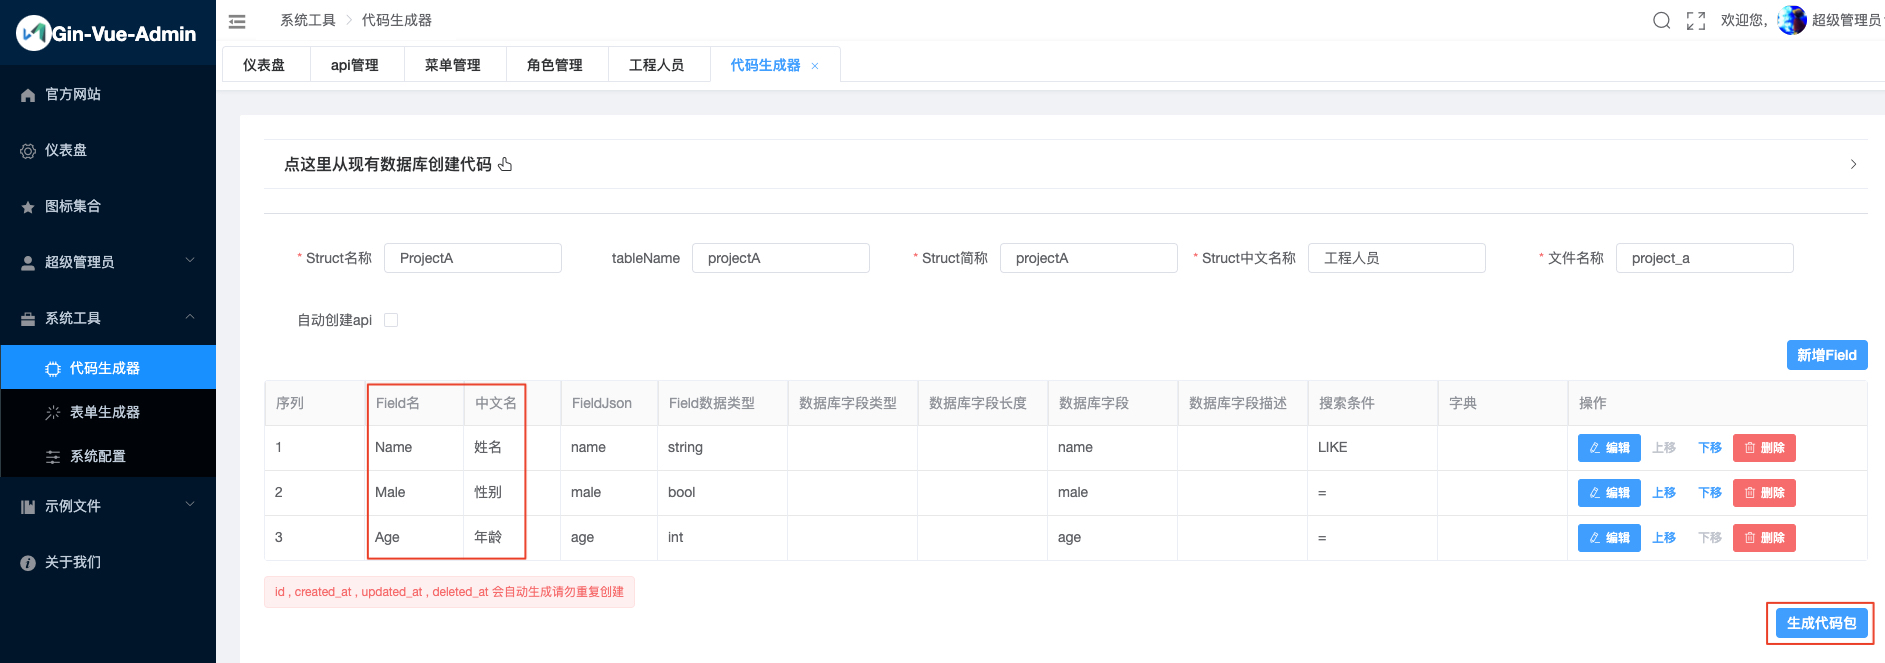 Gin-Vue-Admin
官方网站
仪表盘
图标集合
超级管理员
系统工具
代码生成器
表单生成器
系统配置
示例文件
关于我们
系统工具 > 代码生成器
欢迎您, 超级管理员
仪表盘 api管理 菜单管理 角色管理 工程人员 代码生成器 ×
点这里从现有数据库创建代码
* Struct名称 ProjectA tableName projectA * Struct简称 projectA * Struct中文名称 工程人员 * 文件名称 project_a
自动创建api
新增Field
序列 Field名 中文名 FieldJson Field数据类型 数据库字段类型 数据库字段长度 数据库字段 数据库字段描述 搜索条件 字典 操作
1 Name 姓名 name string name LIKE 编辑 上移 下移 删除
2 Male 性别 male bool male = 编辑 上移 下移 删除
3 Age 年龄 age int age = 编辑 上移 下移 删除
id , created_at , updated_at , deleted_at 会自动生成请勿重复创建
生成代码包